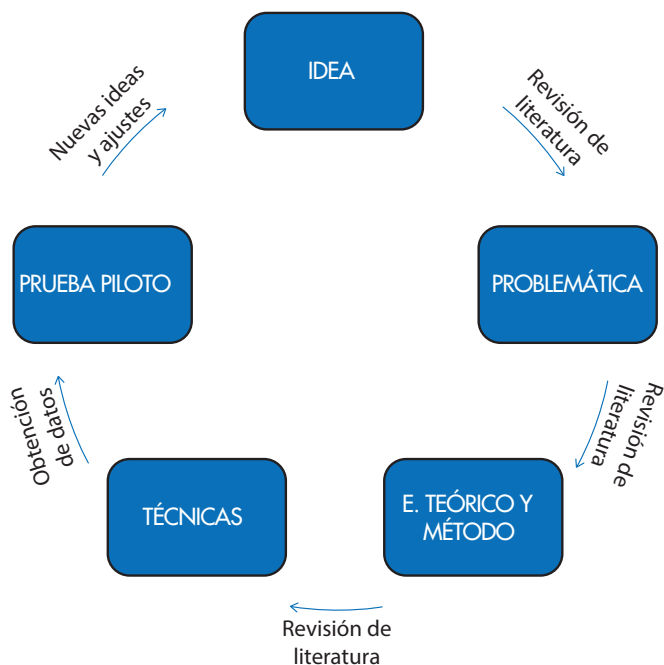 IDEA
Revisión de
literatura
PROBLEMÁTICA
Revisión de
literatura
E. TEÓRICO Y
MÉTODO
Revisión de
literatura
TÉCNICAS
Obtención
de datos
PRUEBA PILOTO
Nuevas ideas
y ajustes